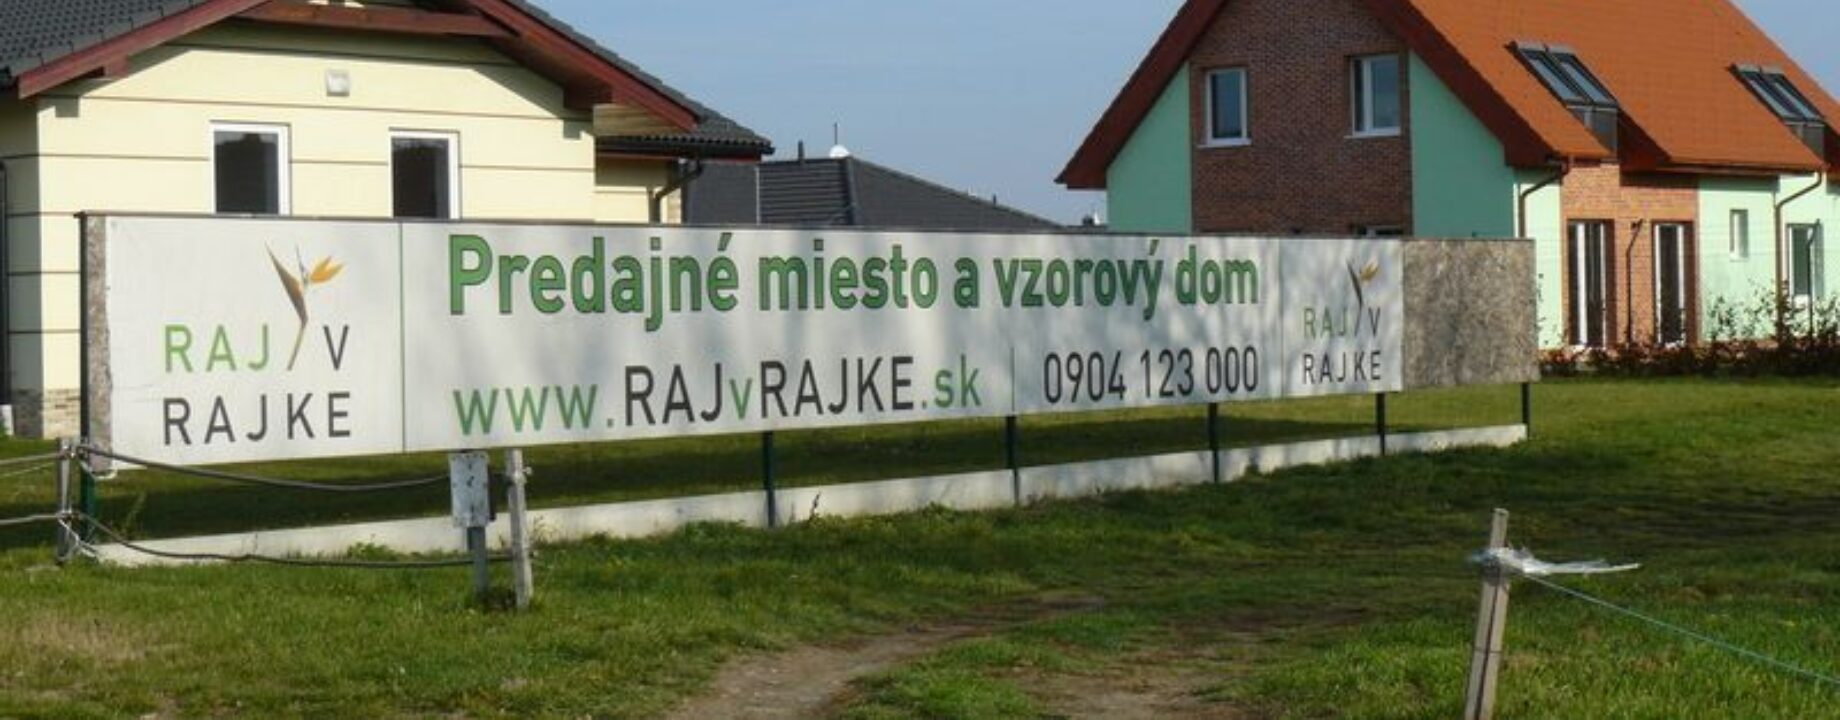 RAJ V
RAJKE
Predajné miesto a vzorový dom
www.RAJvRAJKE.sk
0904 123 000
RAJ V
RAJKE